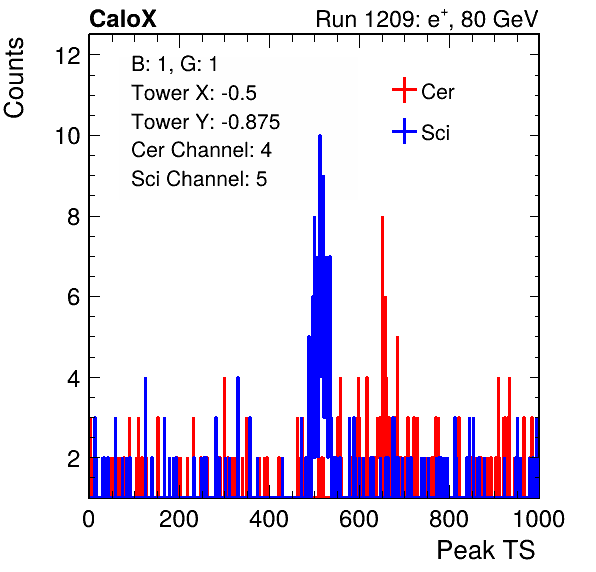 CaloX Run 1209: e⁺, 80 GeV
Counts
12
10
8
6
4
2
B: 1, G: 1
Tower X: -0.5
Tower Y: -0.875
Cer Channel: 4
Sci Channel: 5
Cer
Sci
0 200 400 600 800 1000
Peak TS